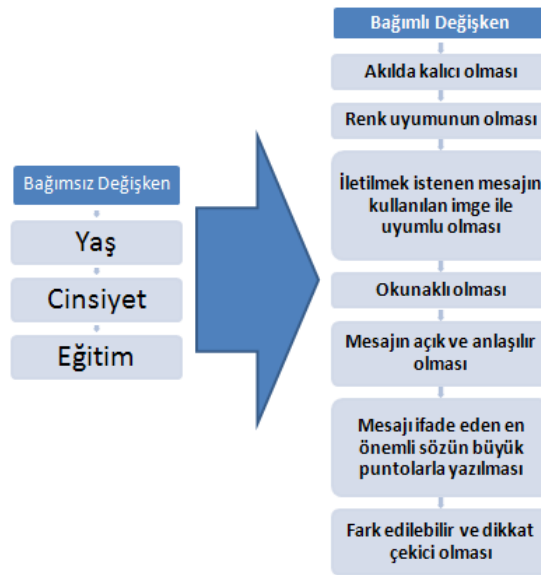 Bağımsız Değişken
Yaş
Cinsiyet
Eğitim
Bağımlı Değişken
Akılda kalıcı olması
Renk uyumunun olması
İletilmek istenen mesajın
kullanılan imge ile
uyumlu olması
Okunaklı olması
Mesajın açık ve anlaşılır
olması
Mesajı ifade eden en
önemli sözün büyük
puntolarla yazılması
Fark edilebilir ve dikkat
çekici olması